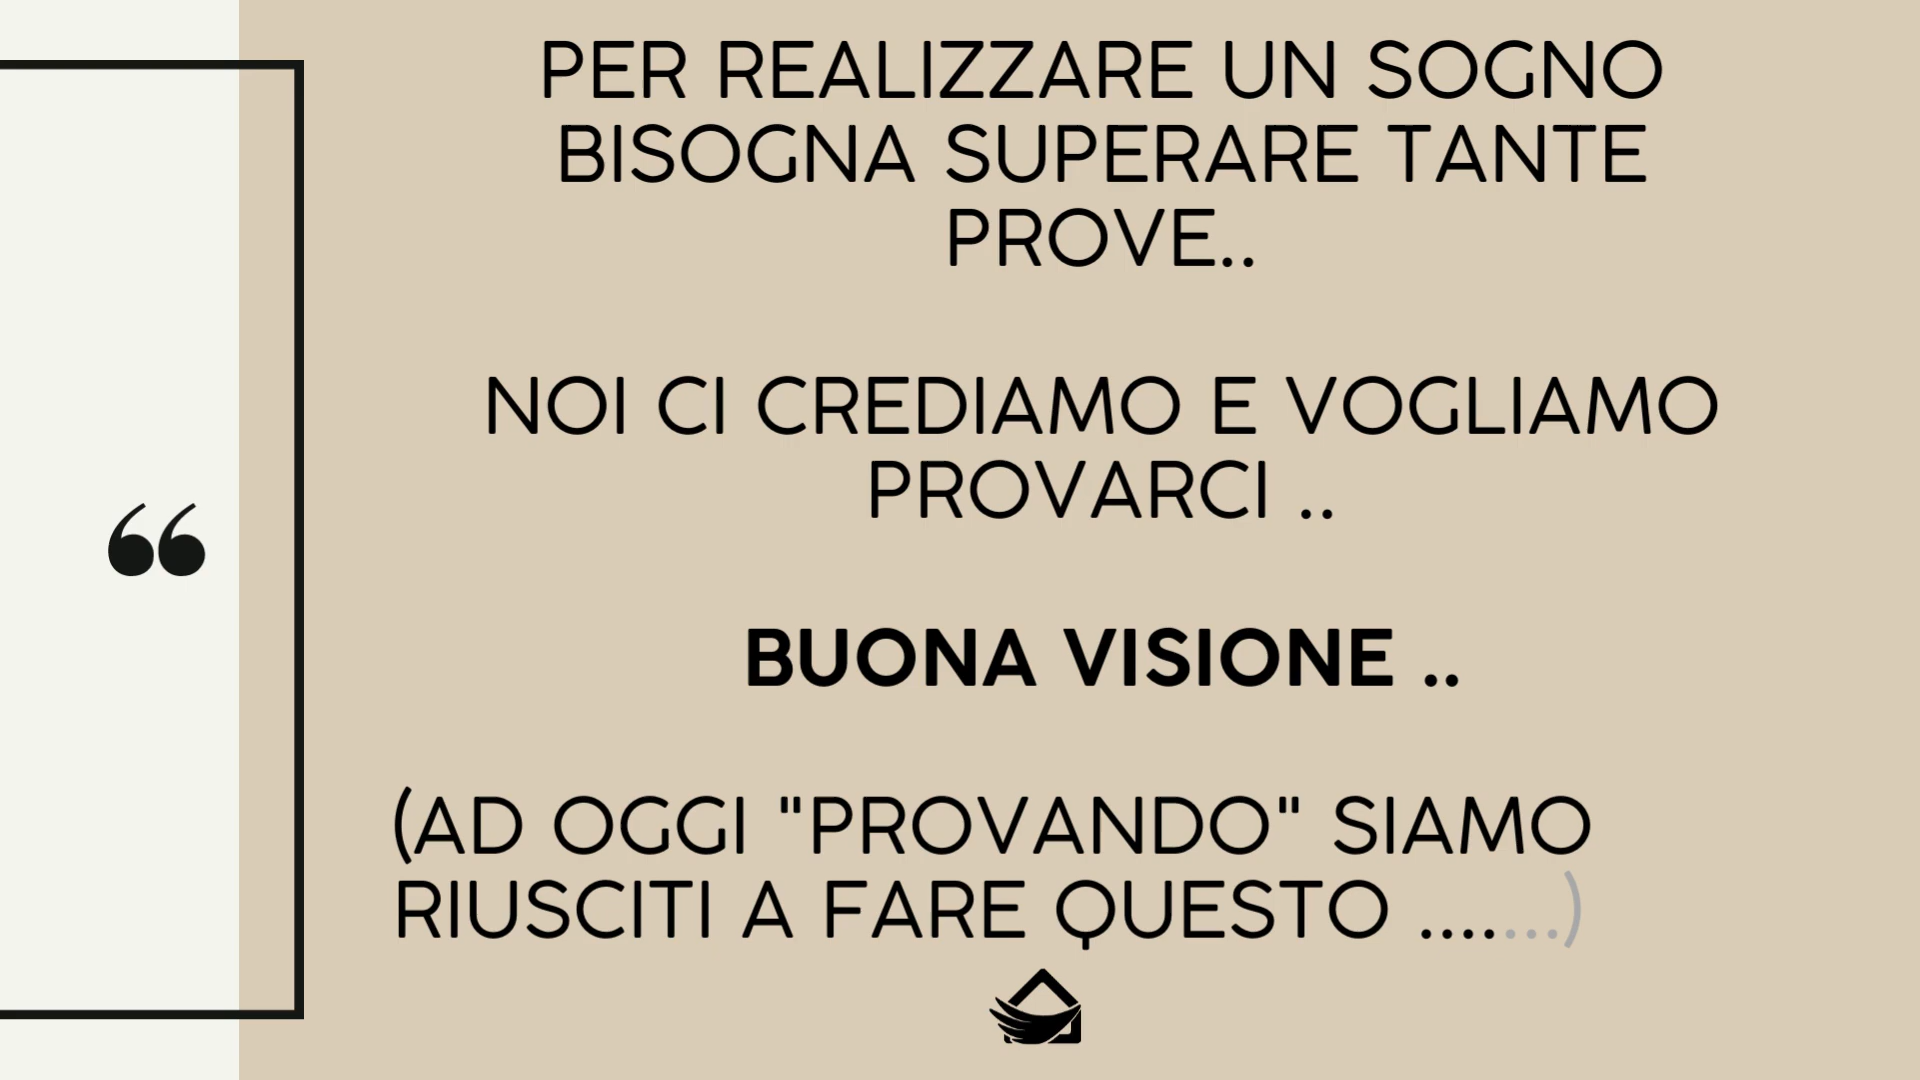 PER REALIZZARE UN SOGNO
BISOGNA SUPERARE TANTE
PROVE..
NOI CI CREDIAMO E VOGLIAMO
PROVARCI ..
BUONA VISIONE ..
(AD OGGI "PROVANDO" SIAMO
RIUSCITI A FARE QUESTO .......)
“